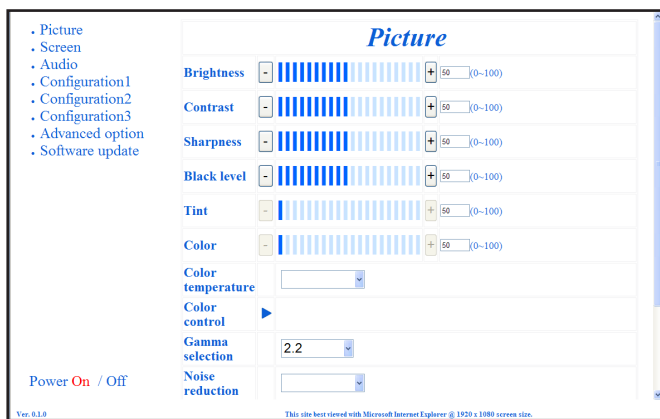 Picture
Screen
Audio
Configuration1
Configuration2
Configuration3
Advanced option
Software update
Power On / Off
Picture
Brightness - + 50 (0~100)
Contrast - + 50 (0~100)
Sharpness - + 50 (0~100)
Black level - + 50 (0~100)
Tint - + 50 (0~100)
Color - + 50 (0~100)
Color
temperature
Color
control
Gamma
selection 2.2
Noise
reduction
Ver. 0.1.0
This site best viewed with Microsoft Internet Explorer @ 1920 x 1080 screen size.